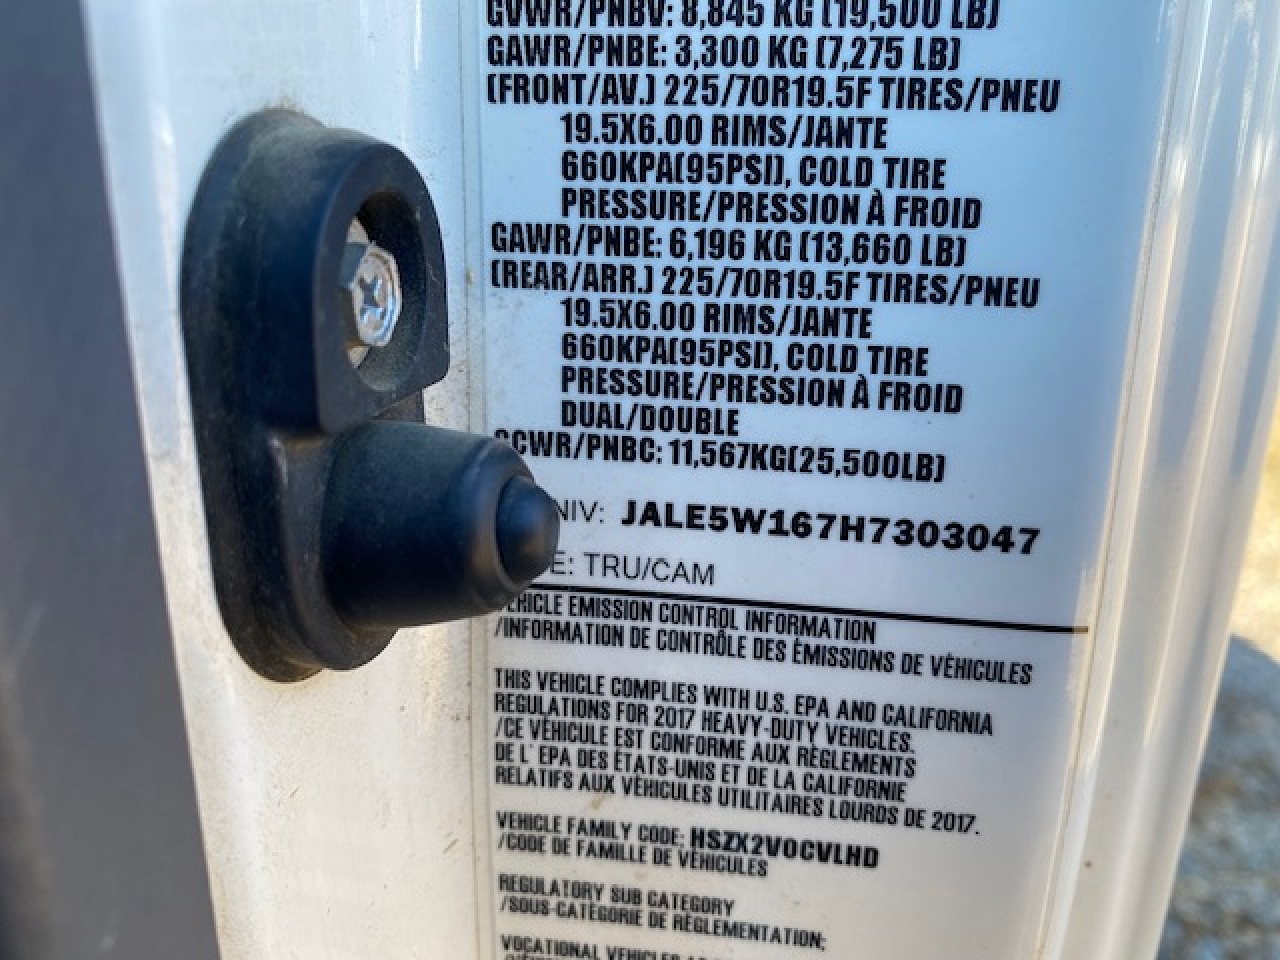 GVWR/PNBV: 8,845 KG (19,500 LB)
GAWR/PNBE: 3,300 KG (7,275 LB)
(FRONT/AV.) 225/70R19.5F TIRES/PNEU
19.5X6.00 RIMS/JANTE
660KPA(95PSI), COLD TIRE
PRESSURE/PRESSION À FROID
GAWR/PNBE: 6,196 KG (13,660 LB)
(REAR/ARR.) 225/70R19.5F TIRES/PNEU
19.5X6.00 RIMS/JANTE
660KPA(95PSI), COLD TIRE
PRESSURE/PRESSION À FROID
DUAL/DOUBLE
GCWR/PNBC: 11,567KG(25,500LB)
NIV: JALE5W167H7303047
E: TRU/CAM
VEHICLE EMISSION CONTROL INFORMATION
/INFORMATION DE CONTRÔLE DES ÉMISSIONS DE VÉHICULES
THIS VEHICLE COMPLIES WITH U.S. EPA AND CALIFORNIA
REGULATIONS FOR 2017 HEAVY-DUTY VEHICLES.
/CE VÉHICULE EST CONFORME AUX RÈGLEMENTS
DE L' EPA DES ÉTATS-UNIS ET DE LA CALIFORNIE
RELATIFS AUX VÉHICULES UTILITAIRES LOURDS DE 2017.
VEHICLE FAMILY CODE: HSZX2VOCVLHD
/CODE DE FAMILLE DE VÉHICULES
REGULATORY SUB CATEGORY
/SOUS-CATÉGORIE DE RÉGLEMENTATION:
VOCATIONAL VEHICLES